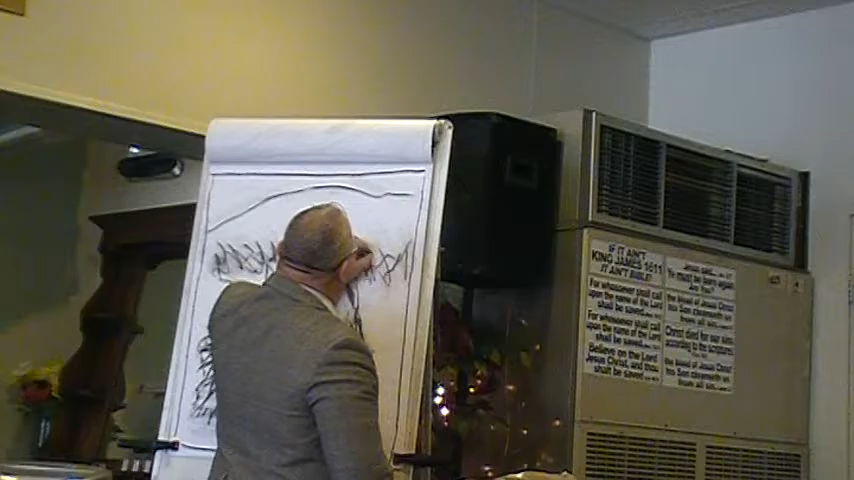 IF IT AIN'T
KING JAMES 1611
IT AIN'T BIBLE!
For whosoever shall call
upon the name of the Lord
shall be saved.
For whosoever shall call
upon the name of the Lord
shall be saved.
Believe on the Lord
Jesus Christ, and thou
shalt be saved
Jesus said...
Ye must be born again
The blood of Jesus Christ
his Son cleanseth us
from all sin.
Christ died for our sins
according to the scriptures
The blood of Jesus Christ
his Son cleanseth us
from all sin.